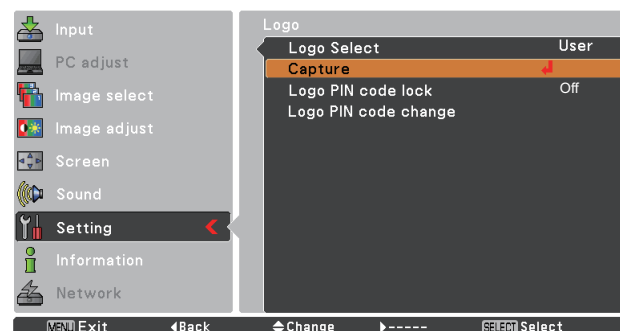 Input
PC adjust
Image select
Image adjust
Screen
Sound
Setting
Information
Network
Logo
Logo Select User
Capture
Logo PIN code lock Off
Logo PIN code change
MENU Exit ◀Back ◆Change ▶----- SELECT Select